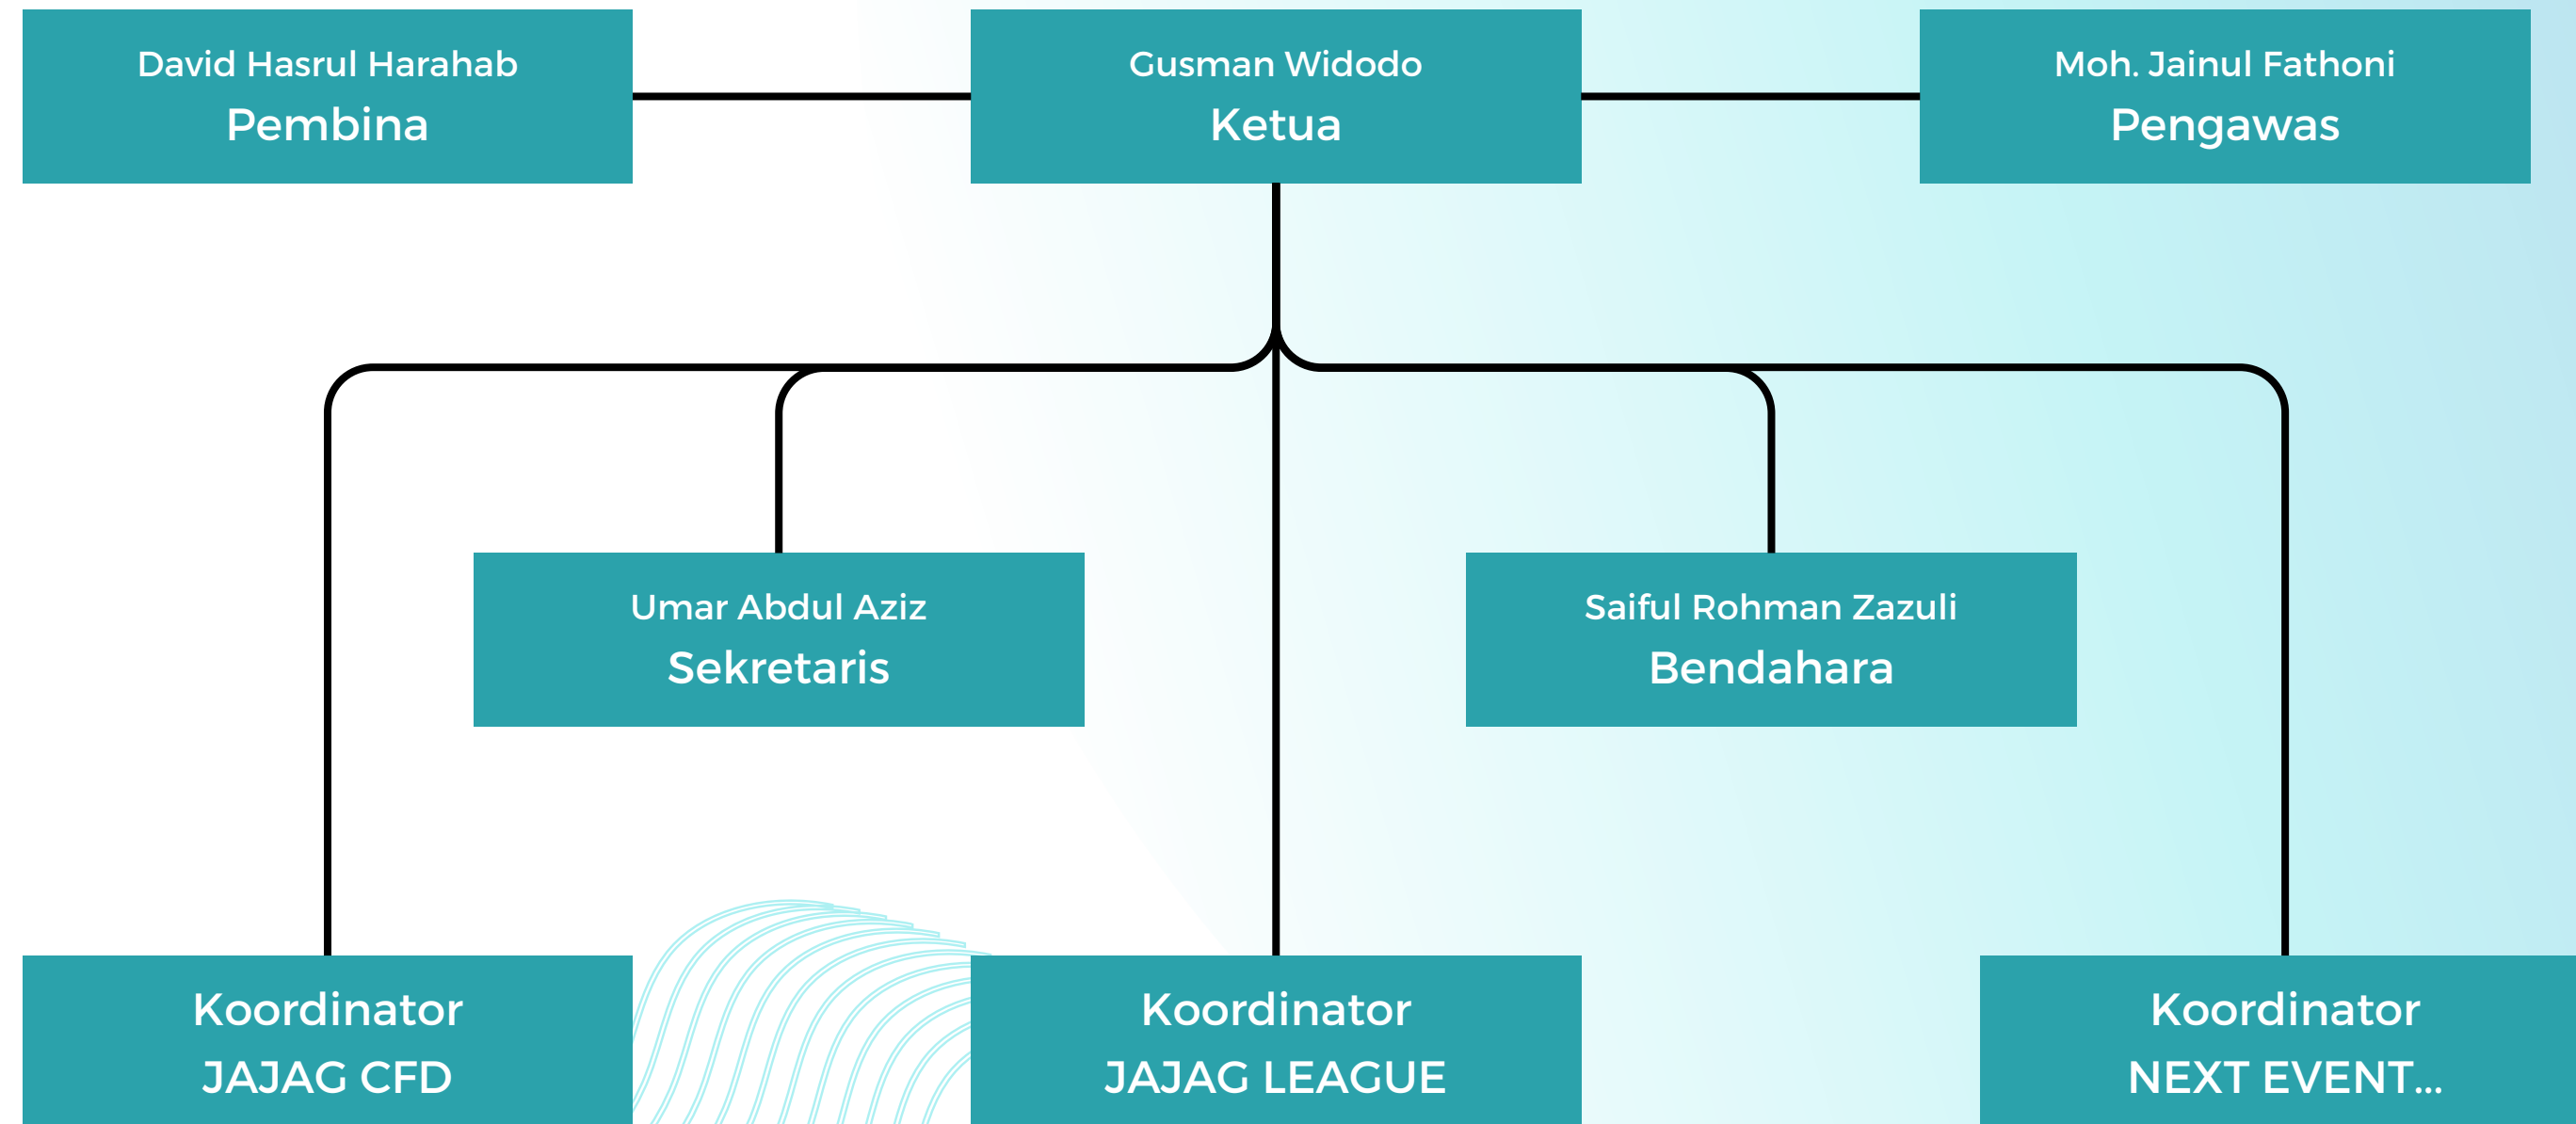 David Hasrul Harahab
Pembina
Gusman Widodo
Ketua
Moh. Jainul Fathoni
Pengawas
Umar Abdul Aziz
Sekretaris
Saiful Rohman Zazuli
Bendahara
Koordinator
JAJAG CFD
Koordinator
JAJAG LEAGUE
Koordinator
NEXT EVENT...